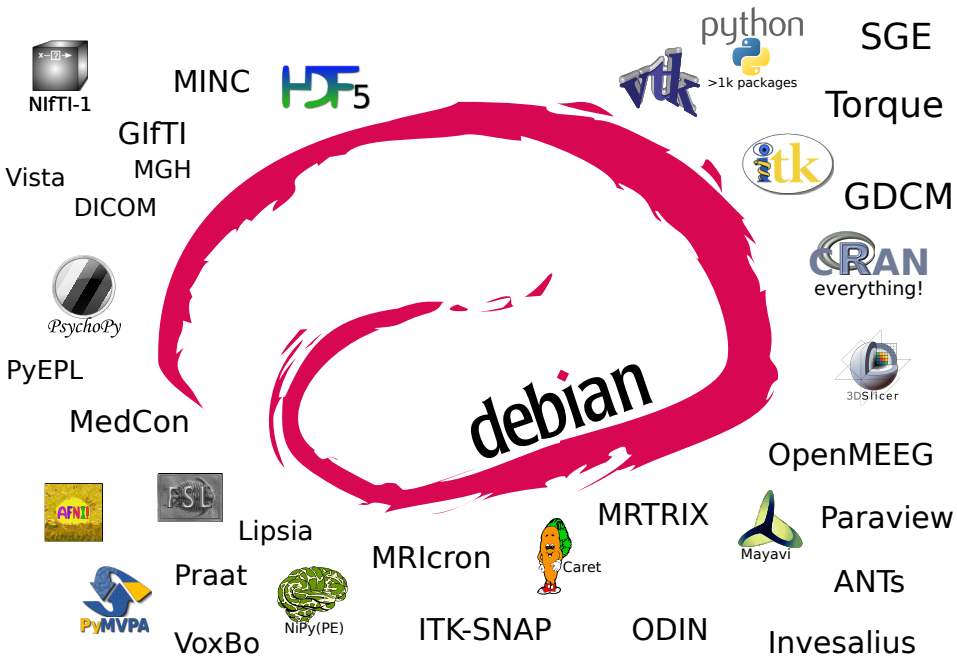 python
>1k packages
SGE
x—[?]→
NIfTI-1
MINC
HDF5
vtk
Torque
GIfTI
MGH
Vista
DICOM
itk
GDCM
CRAN
everything!
PsychoPy
PyEPL
MedCon
debian
3DSlicer
OpenMEEG
AFNI!
FSL
Lipsia
MRIcron
MRTRIX
Caret
Mayavi
Paraview
Praat
ANTs
PyMVPA
NiPy(PE)
VoxBo
ITK-SNAP
ODIN
Invesalius